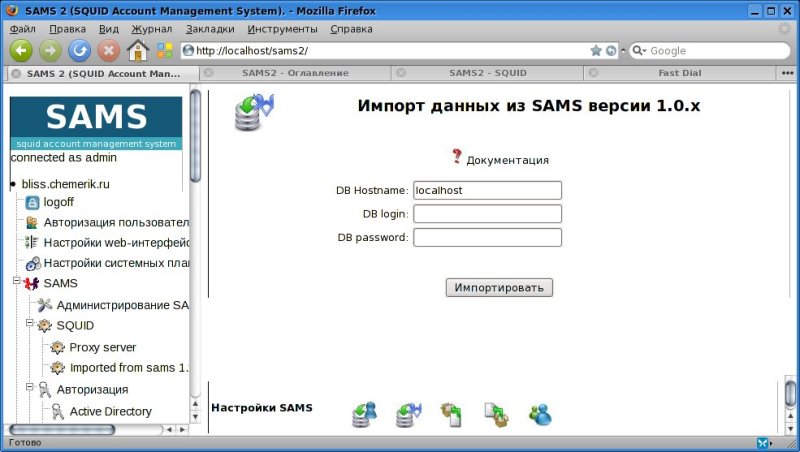 SAMS 2 (SQUID Account Management System). - Mozilla Firefox
Файл Правка Вид Журнал Закладки Инструменты Справка
http://localhost/sams2/
Google
SAMS 2 (SQUID Account Man...
SAMS2 - Оглавление
SAMS2 - SQUID
Fast Dial
SAMS
squid account management system
connected as admin
bliss.chemerik.ru
logoff
Авторизация пользовател
Настройки web-интерфейс
Настройки системных пла
SAMS
Администрирование SA
SQUID
Proxy server
Imported from sams 1.
Авторизация
Active Directory
Импорт данных из SAMS версии 1.0.x
Документация
DB Hostname: localhost
DB login:
DB password:
Импортировать
Настройки SAMS
Готово